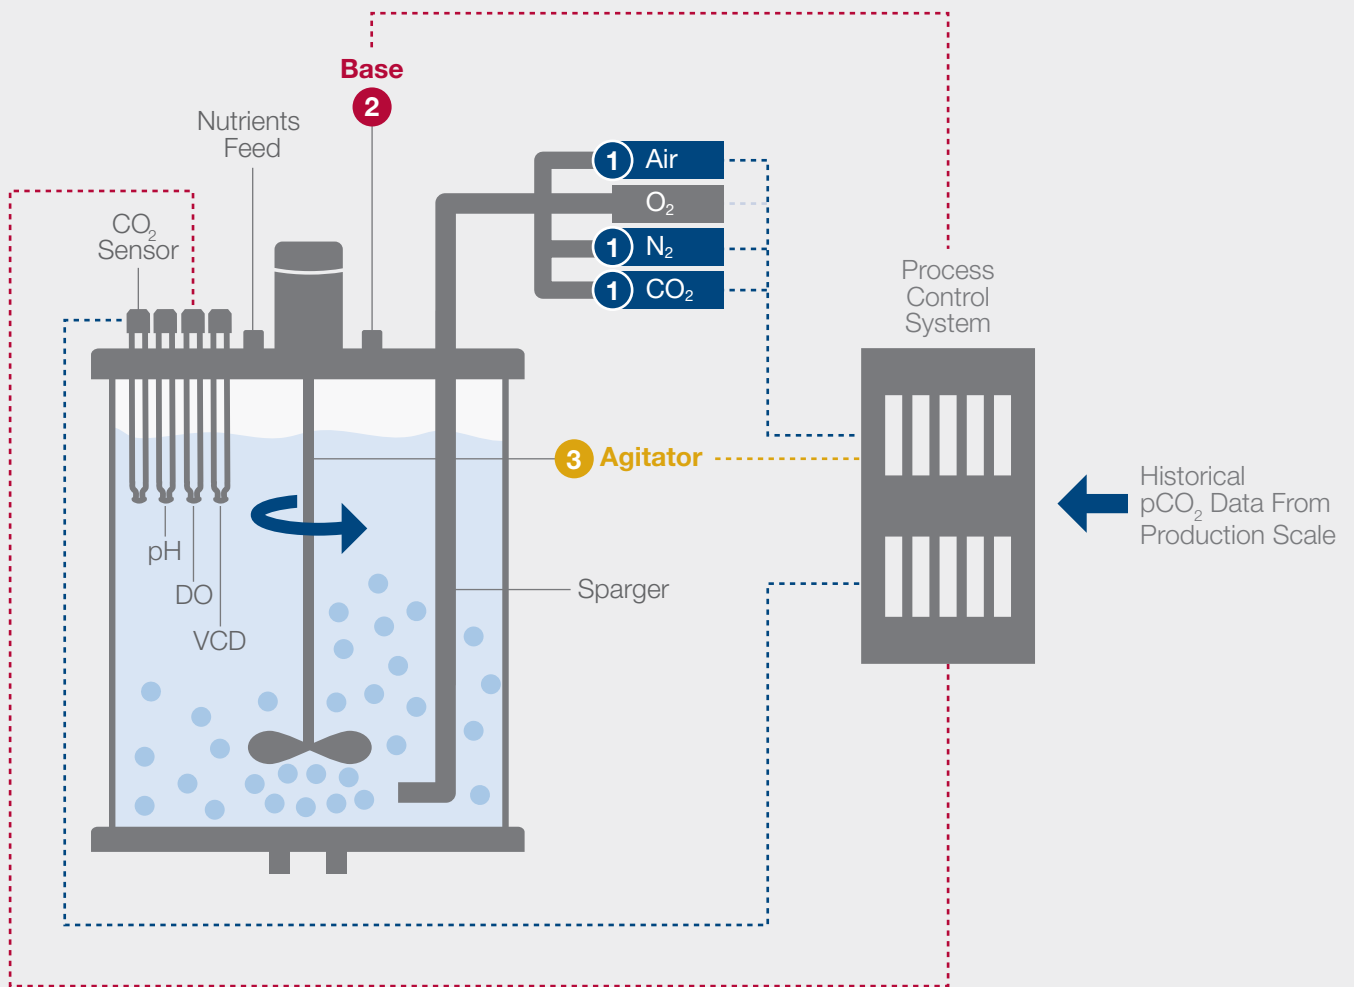 Base
2
Nutrients
Feed
1 Air
O₂
1 N₂
1 CO₂
CO₂
Sensor
Process
Control
System
3 Agitator
Historical
pCO₂ Data From
Production Scale
pH
DO
VCD
Sparger